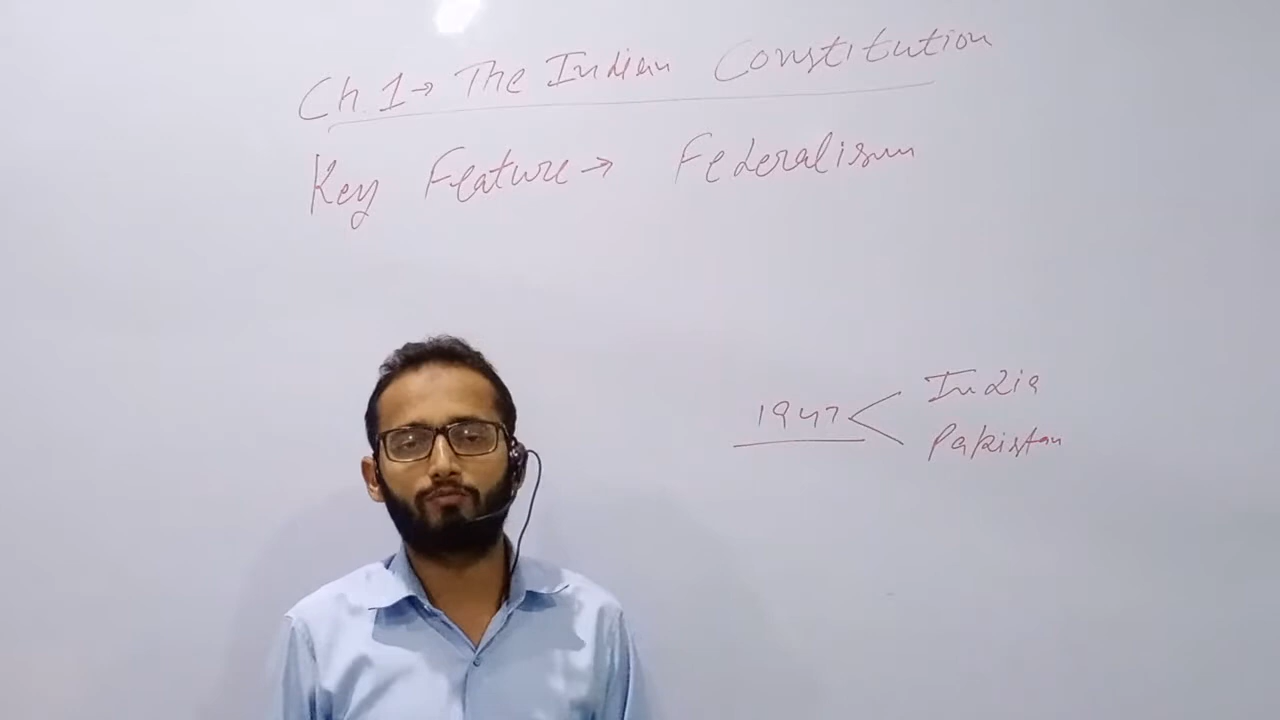 Ch.1→ The Indian Constitution
Key Feature → Federalism
1947 < India
Pakistan